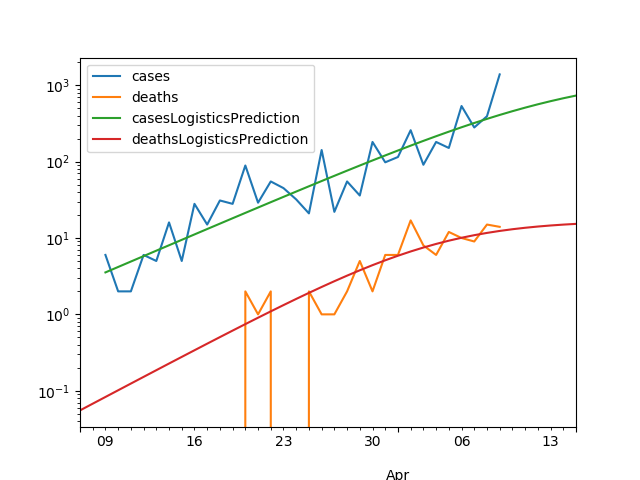 cases
deaths
casesLogisticsPrediction
deathsLogisticsPrediction
10³
10²
10¹
10⁰
10⁻¹
09 16 23 30 06 13
Apr